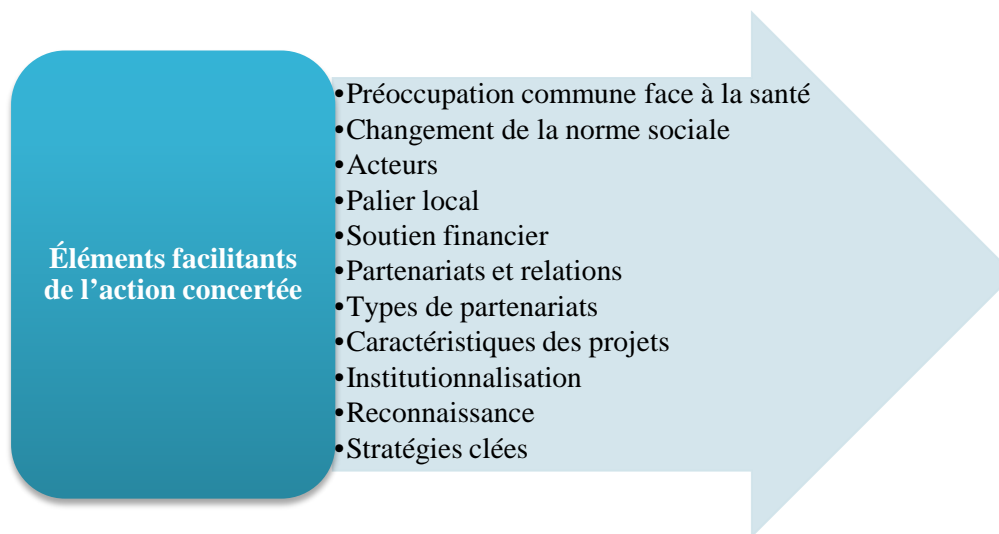 Éléments facilitants
de l’action concertée
•Préoccupation commune face à la santé
•Changement de la norme sociale
•Acteurs
•Palier local
•Soutien financier
•Partenariats et relations
•Types de partenariats
•Caractéristiques des projets
•Institutionnalisation
•Reconnaissance
•Stratégies clées